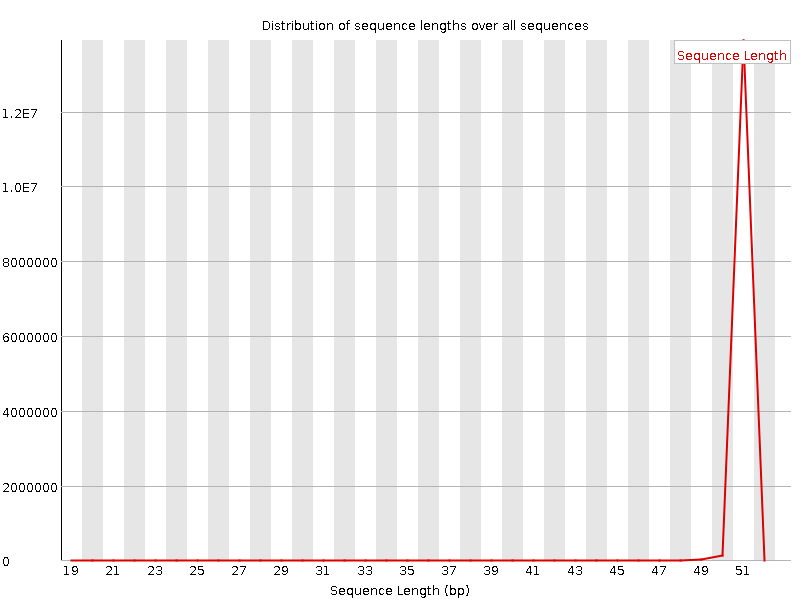 Distribution of sequence lengths over all sequences
Sequence Length
1.2E7
1.0E7
8000000
6000000
4000000
2000000
0
19 21 23 25 27 29 31 33 35 37 39 41 43 45 47 49 51
Sequence Length (bp)